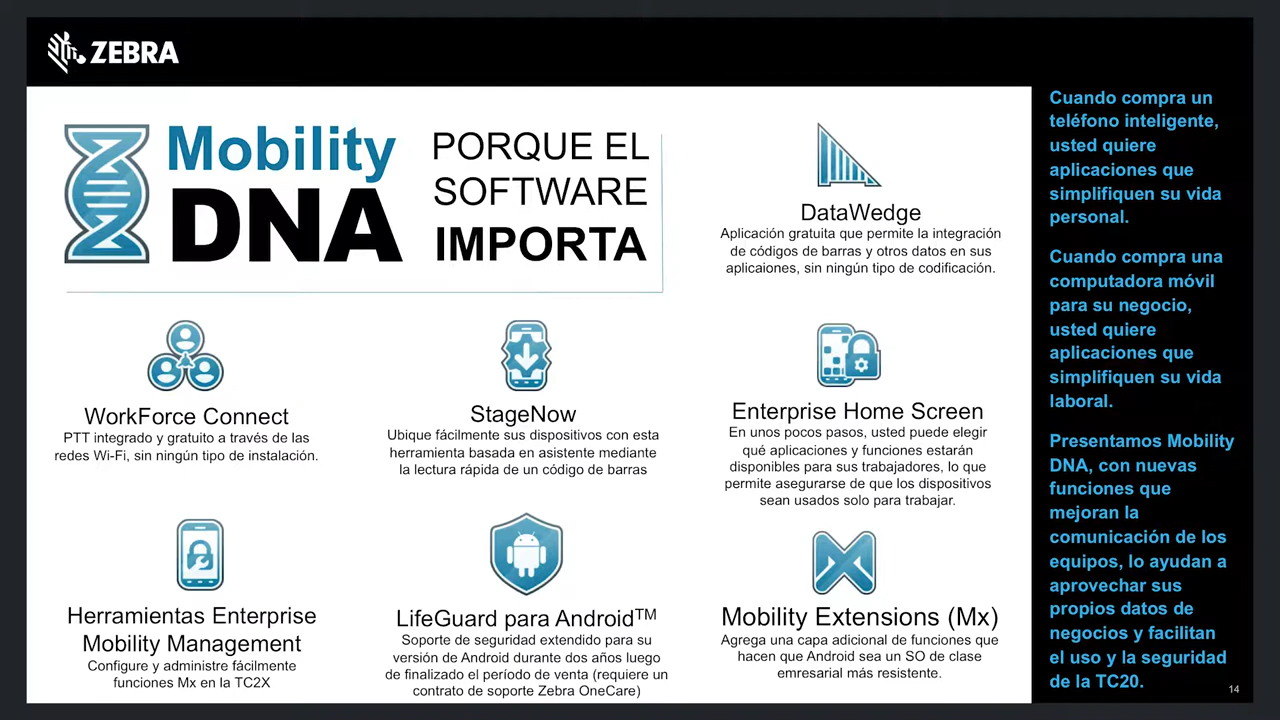 ZEBRA
Mobility
DNA
PORQUE EL
SOFTWARE
IMPORTA
DataWedge
Aplicación gratuita que permite la integración
de códigos de barras y otros datos en sus
aplicaiones, sin ningún tipo de codificación.
WorkForce Connect
PTT integrado y gratuito a través de las
redes Wi-Fi, sin ningún tipo de instalación.
StageNow
Ubique fácilmente sus dispositivos con esta
herramienta basada en asistente mediante
la lectura rápida de un código de barras
Enterprise Home Screen
En unos pocos pasos, usted puede elegir
qué aplicaciones y funciones estarán
disponibles para sus trabajadores, lo que
permite asegurarse de que los dispositivos
sean usados solo para trabajar.
Herramientas Enterprise
Mobility Management
Configure y administre fácilmente
funciones Mx en la TC2X
LifeGuard para Android™
Soporte de seguridad extendido para su
versión de Android durante dos años luego
de finalizado el período de venta (requiere un
contrato de soporte Zebra OneCare)
Mobility Extensions (Mx)
Agrega una capa adicional de funciones que
hacen que Android sea un SO de clase
emresarial más resistente.
Cuando compra un
teléfono inteligente,
usted quiere
aplicaciones que
simplifiquen su vida
personal.
Cuando compra una
computadora móvil
para su negocio,
usted quiere
aplicaciones que
simplifiquen su vida
laboral.
Presentamos Mobility
DNA, con nuevas
funciones que
mejoran la
comunicación de los
equipos, lo ayudan a
aprovechar sus
propios datos de
negocios y facilitan
el uso y la seguridad
de la TC20.
14